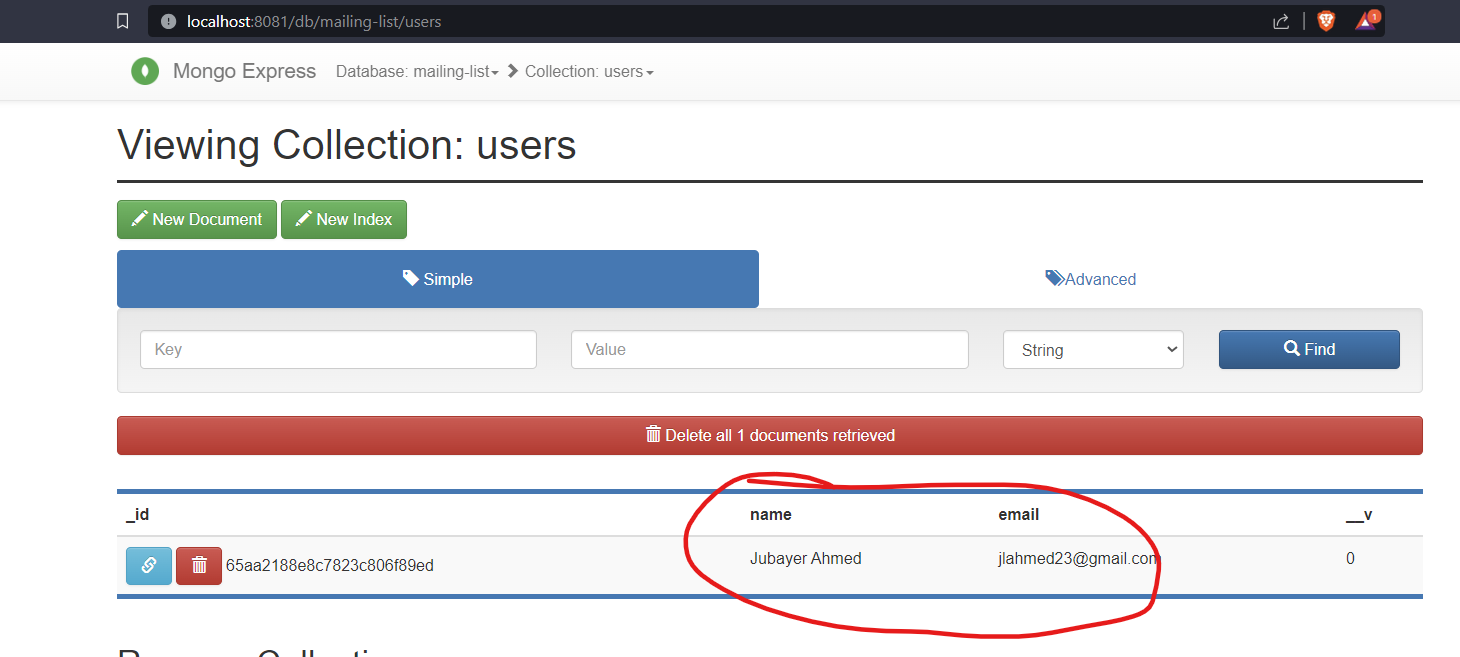 localhost:8081/db/mailing-list/users
1
Mongo Express Database: mailing-list Collection: users
Viewing Collection: users
New Document New Index
Simple Advanced
Key Value String Find
Delete all 1 documents retrieved
_id name email __v
65aa2188e8c7823c806f89ed Jubayer Ahmed jlahmed23@gmail.com 0